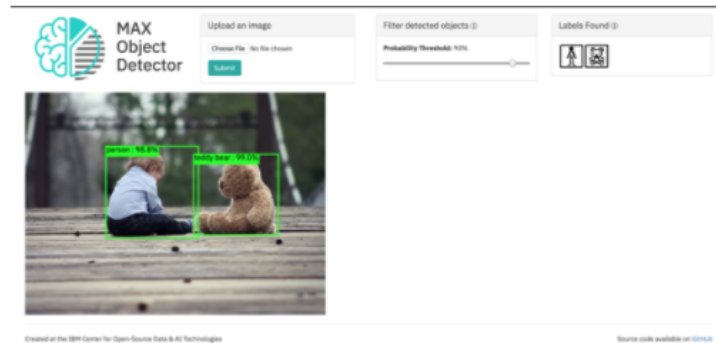 MAX
Object
Detector
Upload an image
Choose File No file chosen
Submit
Filter detected objects
Probability Threshold: 90%
Labels Found
person : 98.8%
teddy bear : 99.0%
Created at the IBM Center for Open-Source Data & AI Technologies
Source code available on GitHub